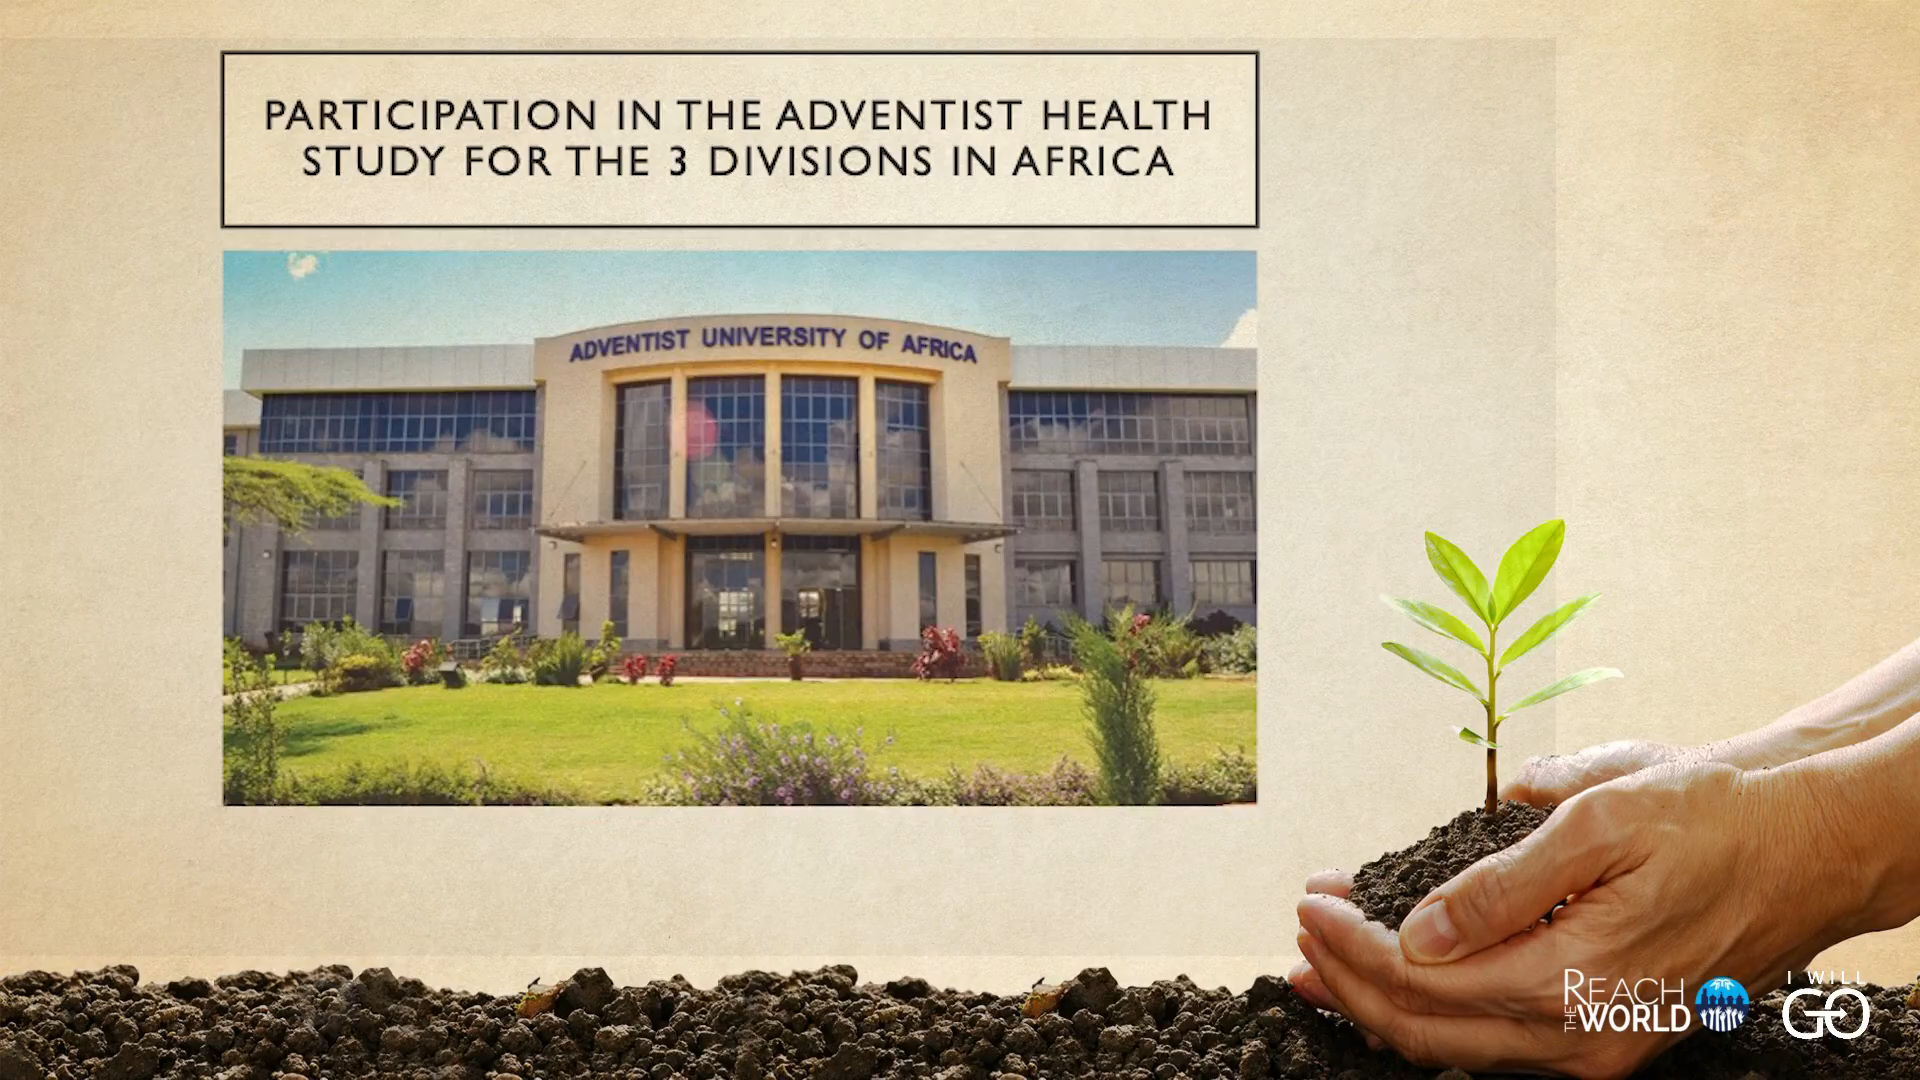 PARTICIPATION IN THE ADVENTIST HEALTH
STUDY FOR THE 3 DIVISIONS IN AFRICA
ADVENTIST UNIVERSITY OF AFRICA
REACH
THE WORLD
I WILL
GO